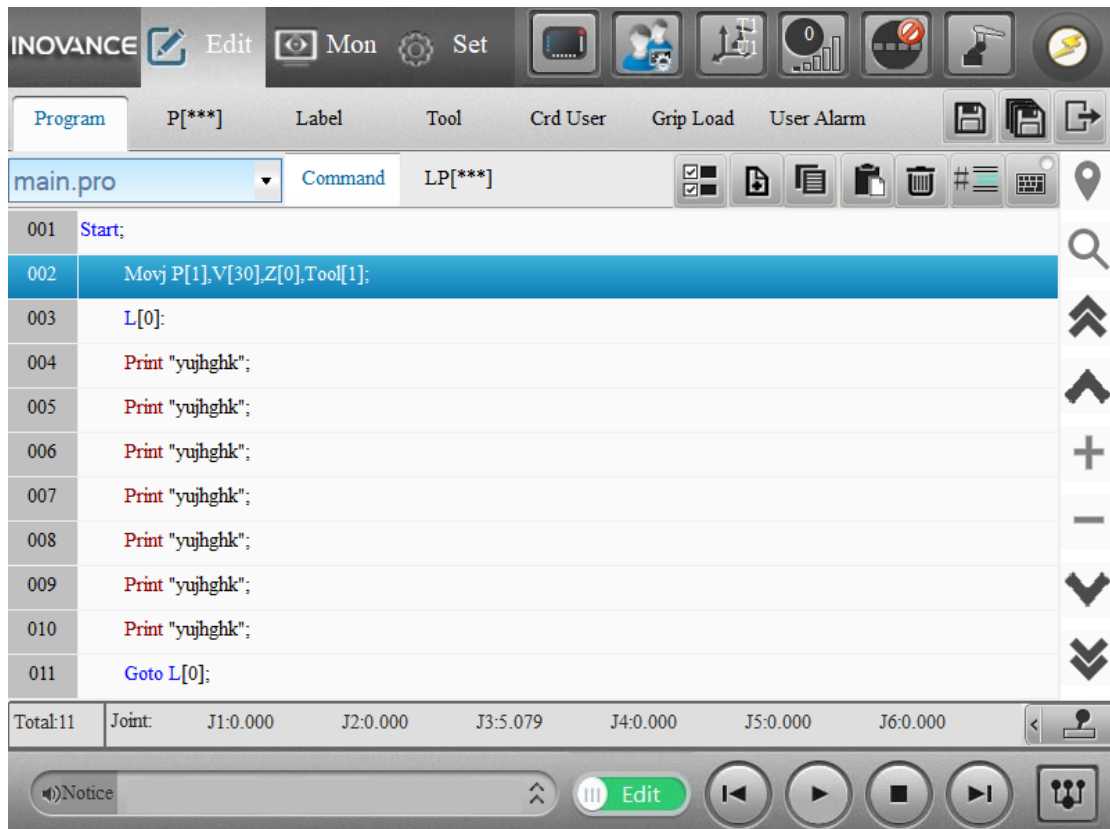 INOVANCE Edit Mon Set T1 U1 0
Program P[***] Label Tool Crd User Grip Load User Alarm
main.pro Command LP[***] #
001 Start;
002 Movj P[1],V[30],Z[0],Tool[1];
003 L[0]:
004 Print "yujhghk";
005 Print "yujhghk";
006 Print "yujhghk";
007 Print "yujhghk";
008 Print "yujhghk";
009 Print "yujhghk";
010 Print "yujhghk";
011 Goto L[0];
Total:11 Joint: J1:0.000 J2:0.000 J3:5.079 J4:0.000 J5:0.000 J6:0.000
Notice Edit